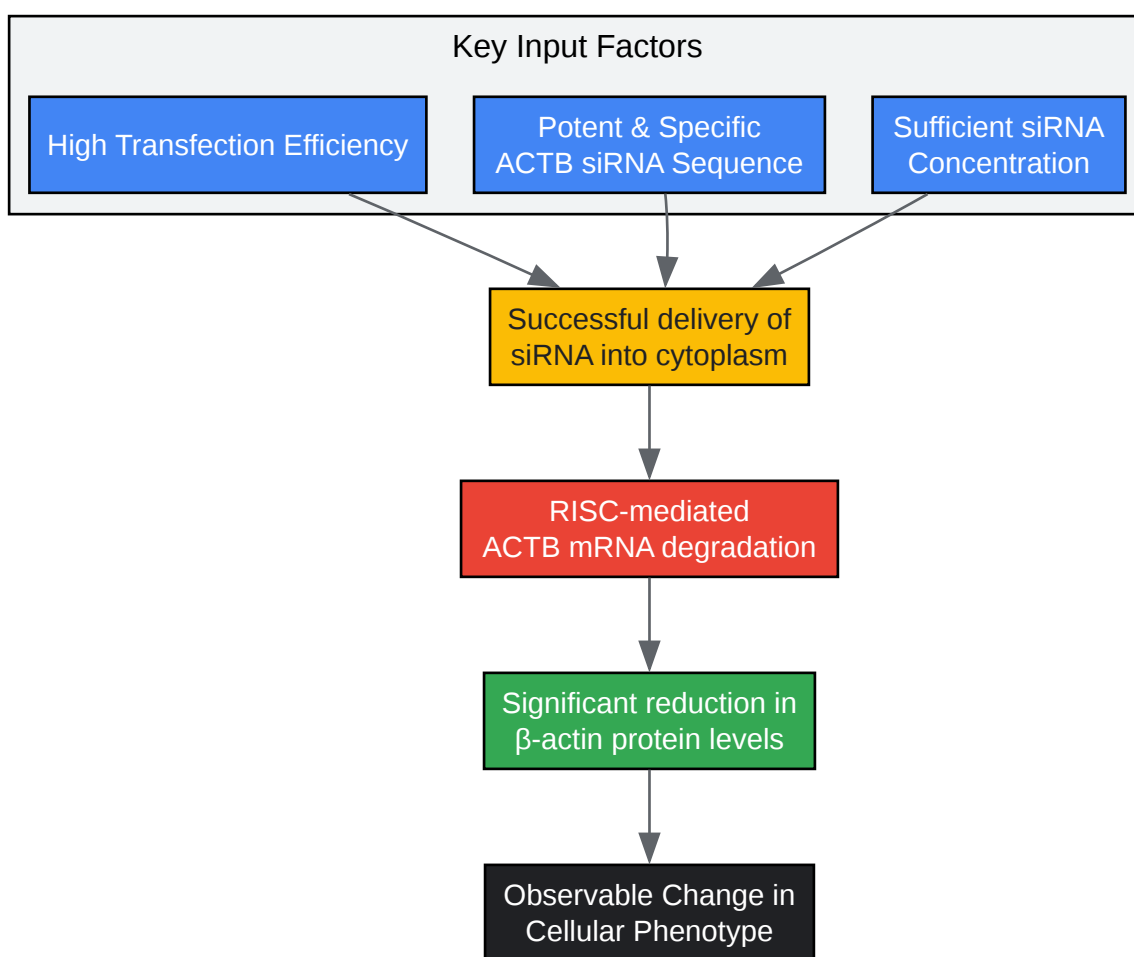 Key Input Factors
High Transfection Efficiency
Potent & Specific
ACTB siRNA Sequence
Sufficient siRNA
Concentration
Successful delivery of
siRNA into cytoplasm
RISC-mediated
ACTB mRNA degradation
Significant reduction in
β-actin protein levels
Observable Change in
Cellular Phenotype